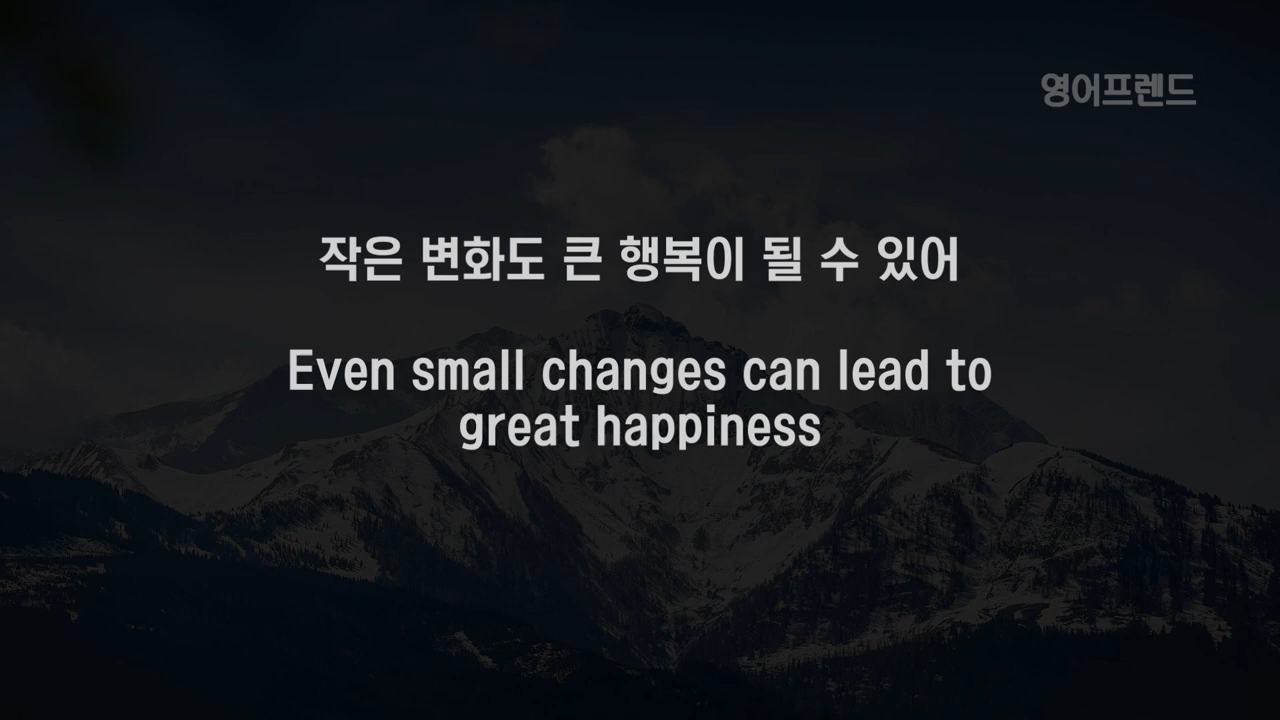 영어프렌드
작은 변화도 큰 행복이 될 수 있어
Even small changes can lead to
great happiness